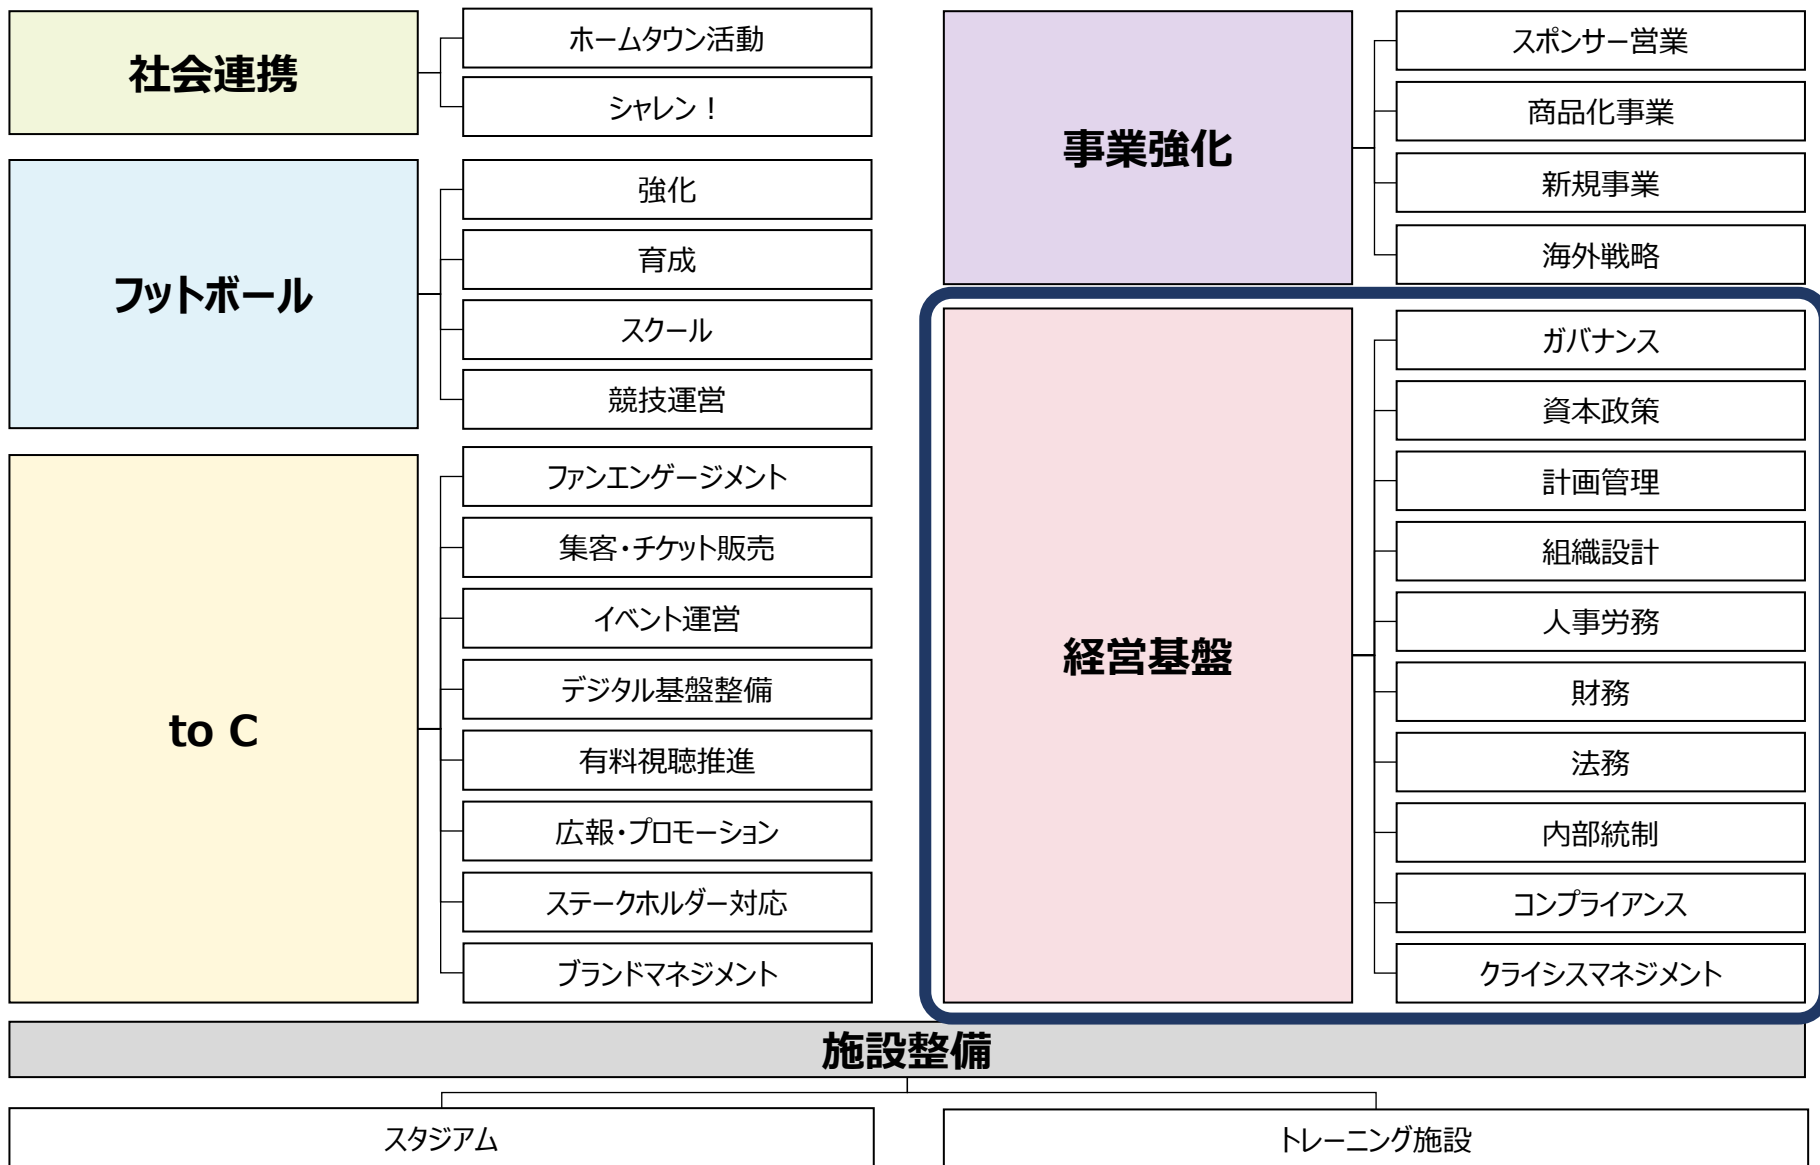 社会連携
ホームタウン活動
シャレン！
フットボール
強化
育成
スクール
競技運営
to C
ファンエンゲージメント
集客・チケット販売
イベント運営
デジタル基盤整備
有料視聴推進
広報・プロモーション
ステークホルダー対応
ブランドマネジメント
事業強化
スポンサー営業
商品化事業
新規事業
海外戦略
経営基盤
ガバナンス
資本政策
計画管理
組織設計
人事労務
財務
法務
内部統制
コンプライアンス
クライシスマネジメント
施設整備
スタジアム
トレーニング施設